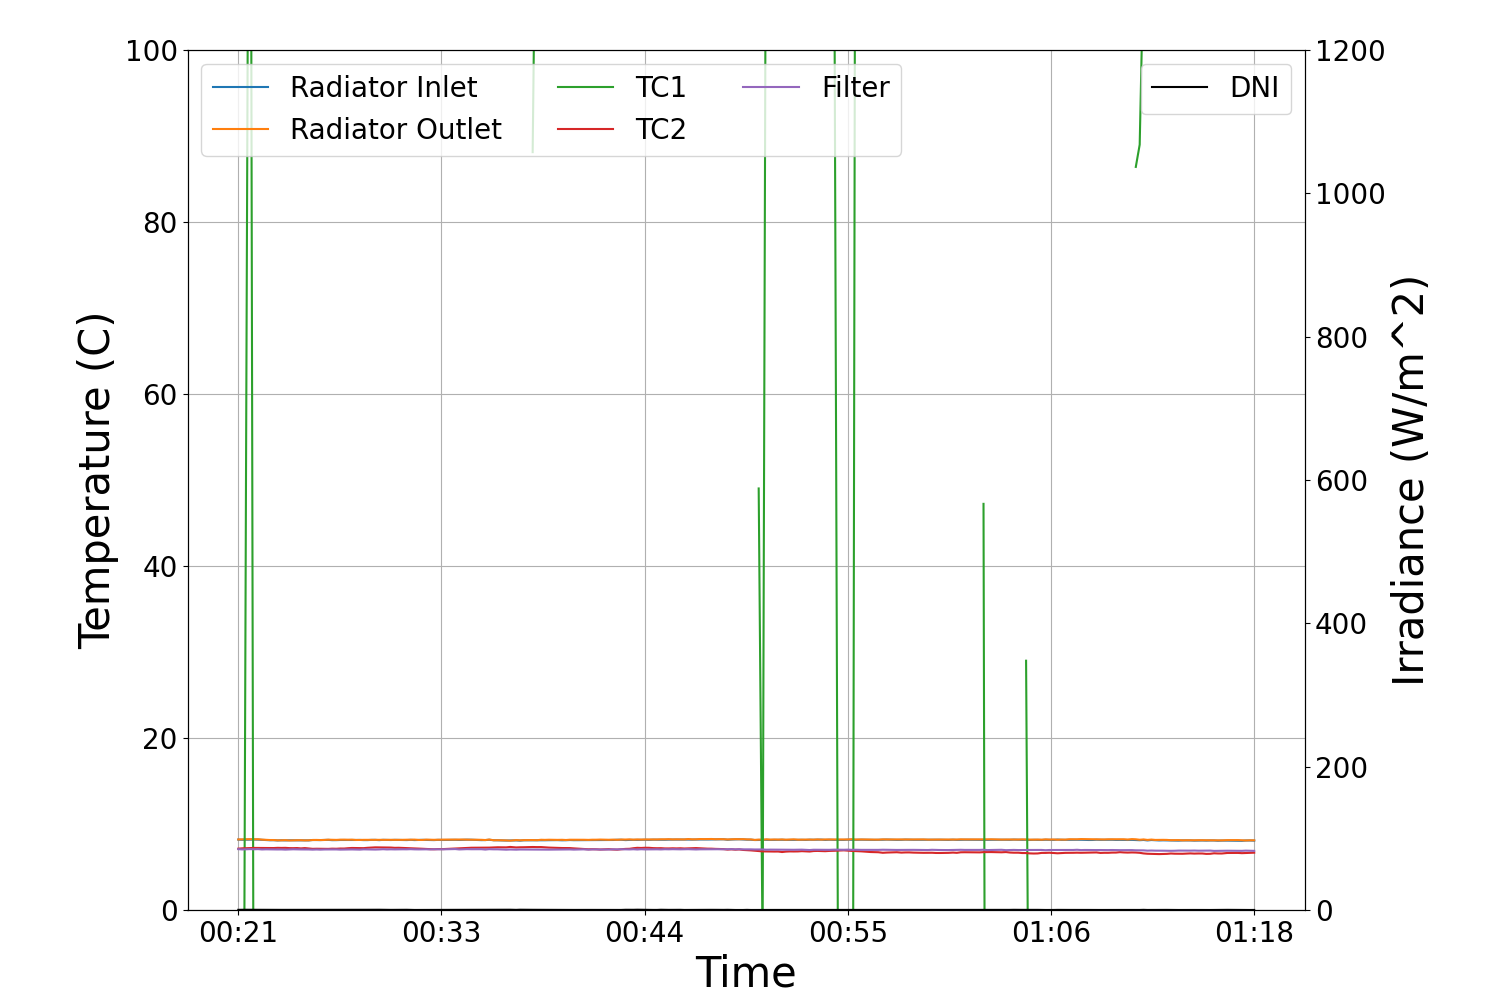 100
80
60
40
20
0
Temperature (C)
Radiator Inlet
Radiator Outlet
TC1
TC2
Filter
DNI
1200
1000
800
600
400
200
0
Irradiance (W/m^2)
00:21 00:33 00:44 00:55 01:06 01:18
Time